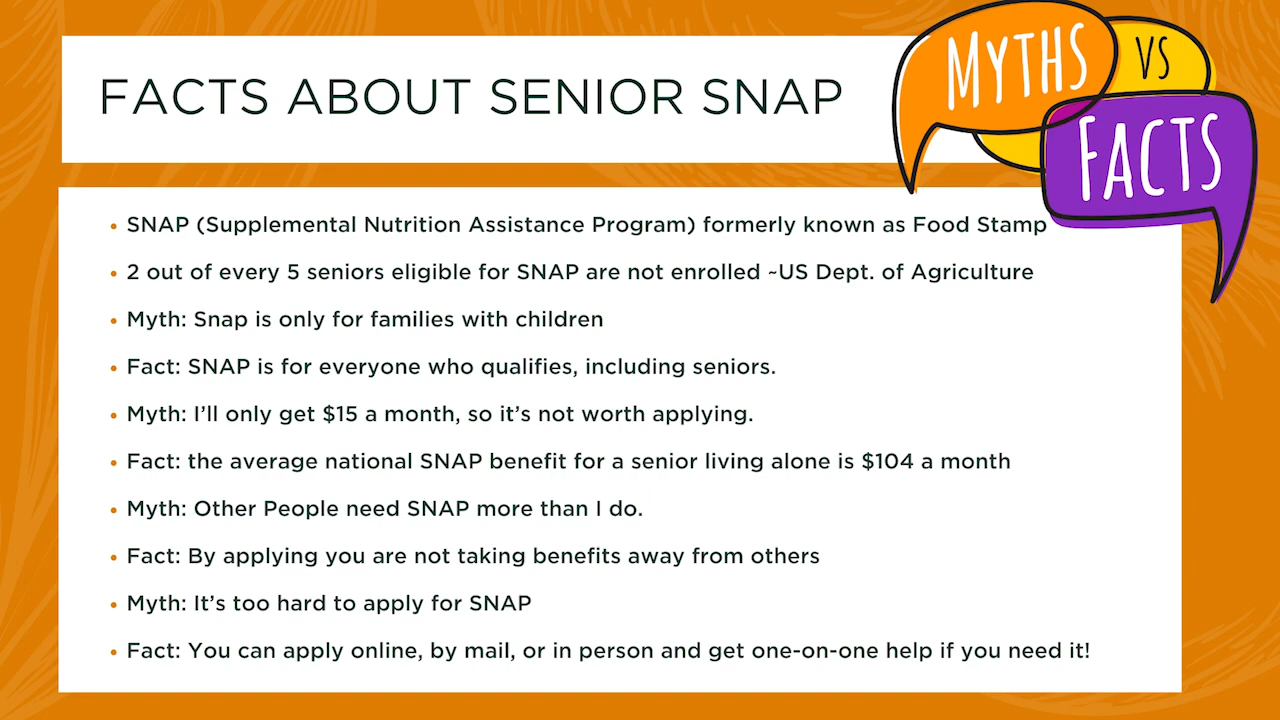 FACTS ABOUT SENIOR SNAP
MYTHS
VS
FACTS
• SNAP (Supplemental Nutrition Assistance Program) formerly known as Food Stamp
• 2 out of every 5 seniors eligible for SNAP are not enrolled ~US Dept. of Agriculture
• Myth: Snap is only for families with children
• Fact: SNAP is for everyone who qualifies, including seniors.
• Myth: I’ll only get $15 a month, so it’s not worth applying.
• Fact: the average national SNAP benefit for a senior living alone is $104 a month
• Myth: Other People need SNAP more than I do.
• Fact: By applying you are not taking benefits away from others
• Myth: It’s too hard to apply for SNAP
• Fact: You can apply online, by mail, or in person and get one-on-one help if you need it!